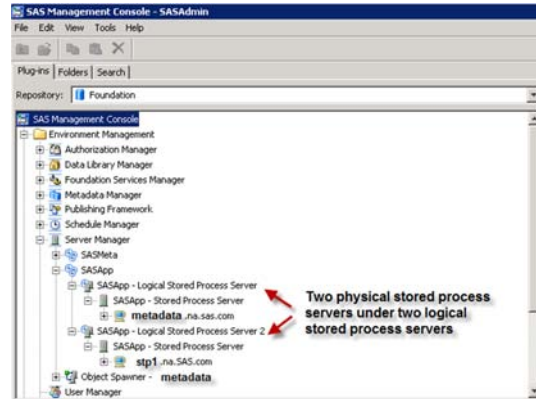 SAS Management Console - SASAdmin
File Edit View Tools Help
Plug-ins Folders Search
Repository: Foundation
SAS Management Console
Environment Management
Authorization Manager
Data Library Manager
Foundation Services Manager
Metadata Manager
Publishing Framework
Schedule Manager
Server Manager
SASMeta
SASApp
SASApp - Logical Stored Process Server
SASApp - Stored Process Server
metadata .na.sas.com
SASApp - Logical Stored Process Server 2
SASApp - Stored Process Server
stp1 .na.SAS.com
Object Spawner - metadata
User Manager
Two physical stored process
servers under two logical
stored process servers